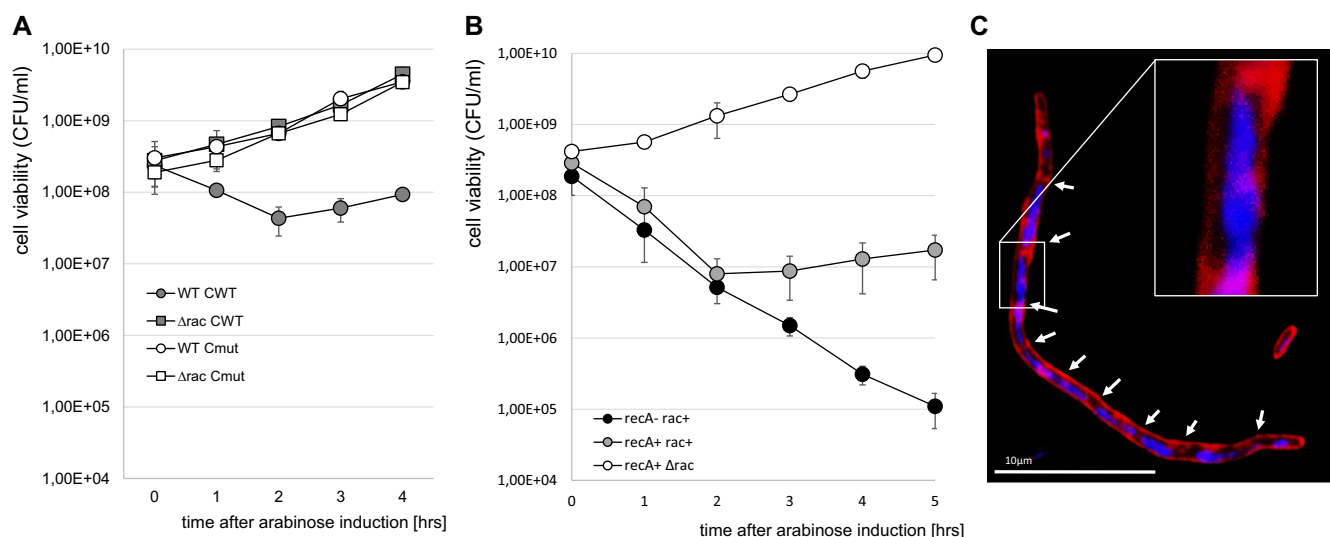 A
1,00E+10
1,00E+09
1,00E+08
1,00E+07
1,00E+06
1,00E+05
1,00E+04
cell viability (CFU/ml)
WT CWT
Δrac CWT
WT Cmut
Δrac Cmut
0 1 2 3 4
time after arabinose induction [hrs]
B
1,00E+10
1,00E+09
1,00E+08
1,00E+07
1,00E+06
1,00E+05
1,00E+04
cell viability (CFU/ml)
recA- rac+
recA+ rac+
recA+ Δrac
0 1 2 3 4 5
time after arabinose induction [hrs]
C
10µm